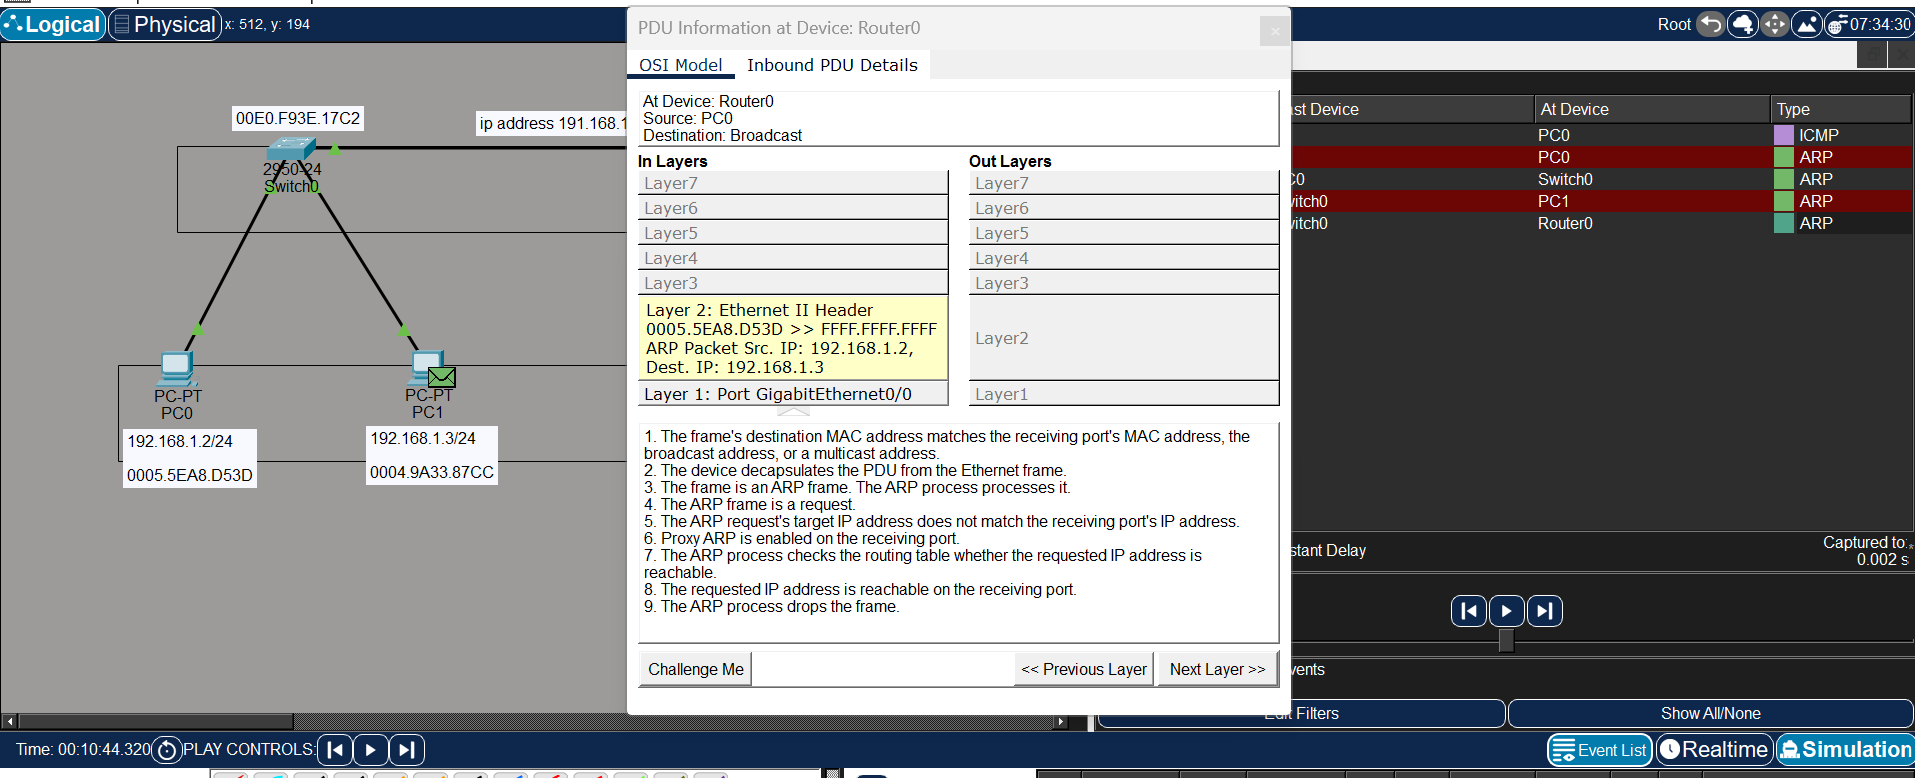 Logical
Physical
x: 512, y: 194
Root
07:34:30
00E0.F93E.17C2
ip address 191.168.1
2950-24
Switch0
PC-PT
PC0
192.168.1.2/24
0005.5EA8.D53D
PC-PT
PC1
192.168.1.3/24
0004.9A33.87CC
PDU Information at Device: Router0
OSI Model
Inbound PDU Details
At Device: Router0
Source: PC0
Destination: Broadcast
In Layers
Layer7
Layer6
Layer5
Layer4
Layer3
Layer 2: Ethernet II Header
0005.5EA8.D53D >> FFFF.FFFF.FFFF
ARP Packet Src. IP: 192.168.1.2,
Dest. IP: 192.168.1.3
Layer 1: Port GigabitEthernet0/0
Out Layers
Layer7
Layer6
Layer5
Layer4
Layer3
Layer2
Layer1
1. The frame's destination MAC address matches the receiving port's MAC address, the
broadcast address, or a multicast address.
2. The device decapsulates the PDU from the Ethernet frame.
3. The frame is an ARP frame. The ARP process processes it.
4. The ARP frame is a request.
5. The ARP request's target IP address does not match the receiving port's IP address.
6. Proxy ARP is enabled on the receiving port.
7. The ARP process checks the routing table whether the requested IP address is
reachable.
8. The requested IP address is reachable on the receiving port.
9. The ARP process drops the frame.
Challenge Me
<< Previous Layer
Next Layer >>
st Device At Device Type
PC0 ICMP
PC0 ARP
C0 Switch0 ARP
itch0 PC1 ARP
itch0 Router0 ARP
stant Delay
Captured to:
0.002 s
vents
Edit Filters
Show All/None
Time: 00:10:44.320
PLAY CONTROLS:
Event List
Realtime
Simulation